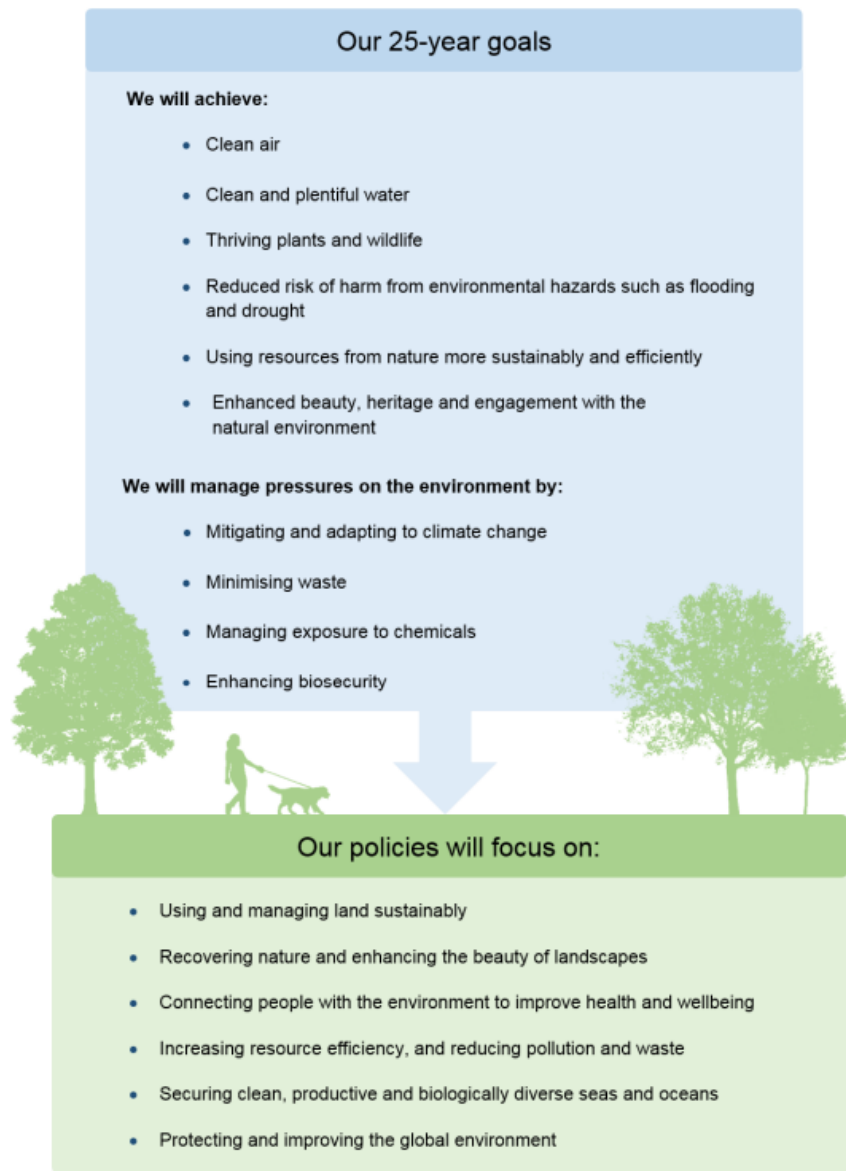 Our 25-year goals
We will achieve:
• Clean air
• Clean and plentiful water
• Thriving plants and wildlife
• Reduced risk of harm from environmental hazards such as flooding
and drought
• Using resources from nature more sustainably and efficiently
• Enhanced beauty, heritage and engagement with the
natural environment
We will manage pressures on the environment by:
• Mitigating and adapting to climate change
• Minimising waste
• Managing exposure to chemicals
• Enhancing biosecurity
Our policies will focus on:
• Using and managing land sustainably
• Recovering nature and enhancing the beauty of landscapes
• Connecting people with the environment to improve health and wellbeing
• Increasing resource efficiency, and reducing pollution and waste
• Securing clean, productive and biologically diverse seas and oceans
• Protecting and improving the global environment